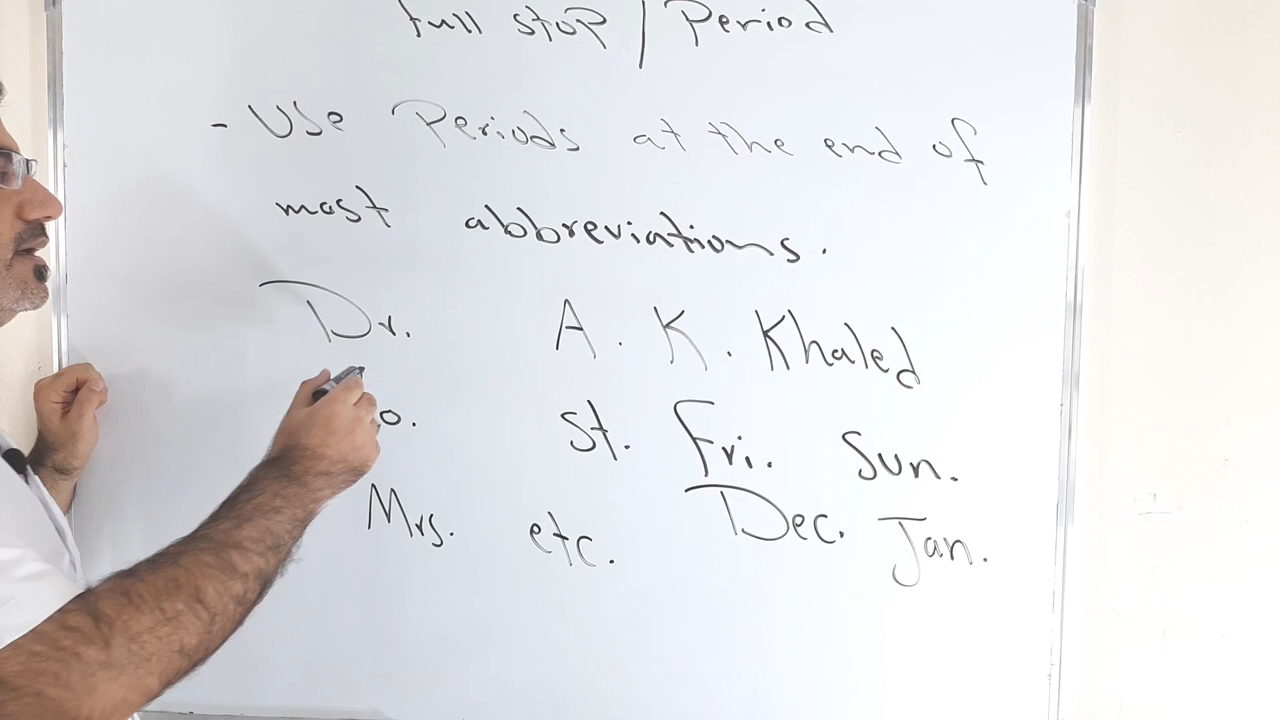 full stop / Period
- Use Periods at the end of
most abbreviations.
Dr. A. K. Khaled
St. Fri. Sun.
Mrs. etc. Dec. Jan.